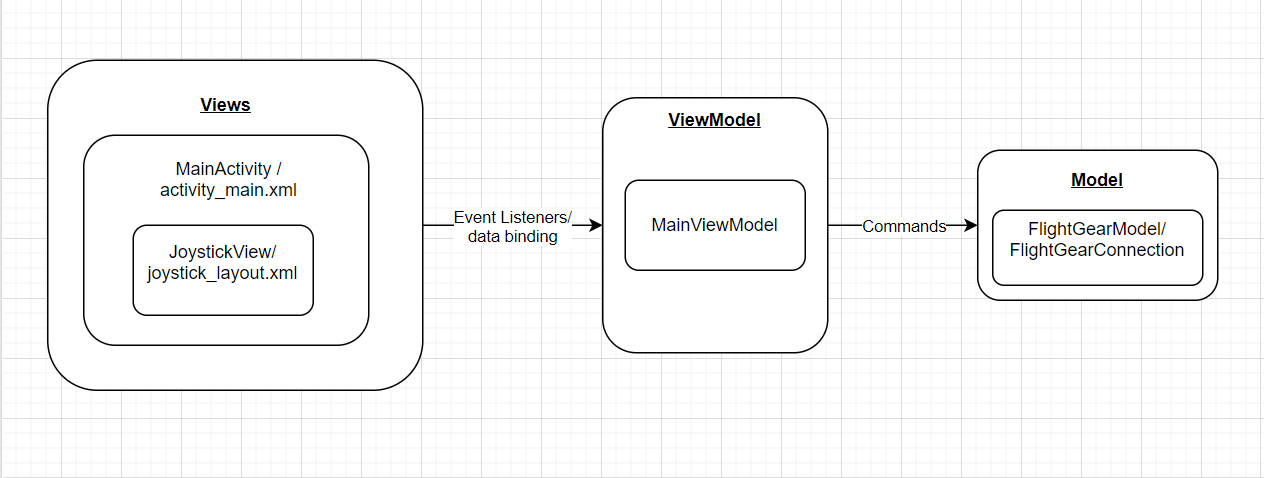 Views
MainActivity /
activity_main.xml
JoystickView/
joystick_layout.xml
Event Listeners/
data binding
ViewModel
MainViewModel
Commands
Model
FlightGearModel/
FlightGearConnection